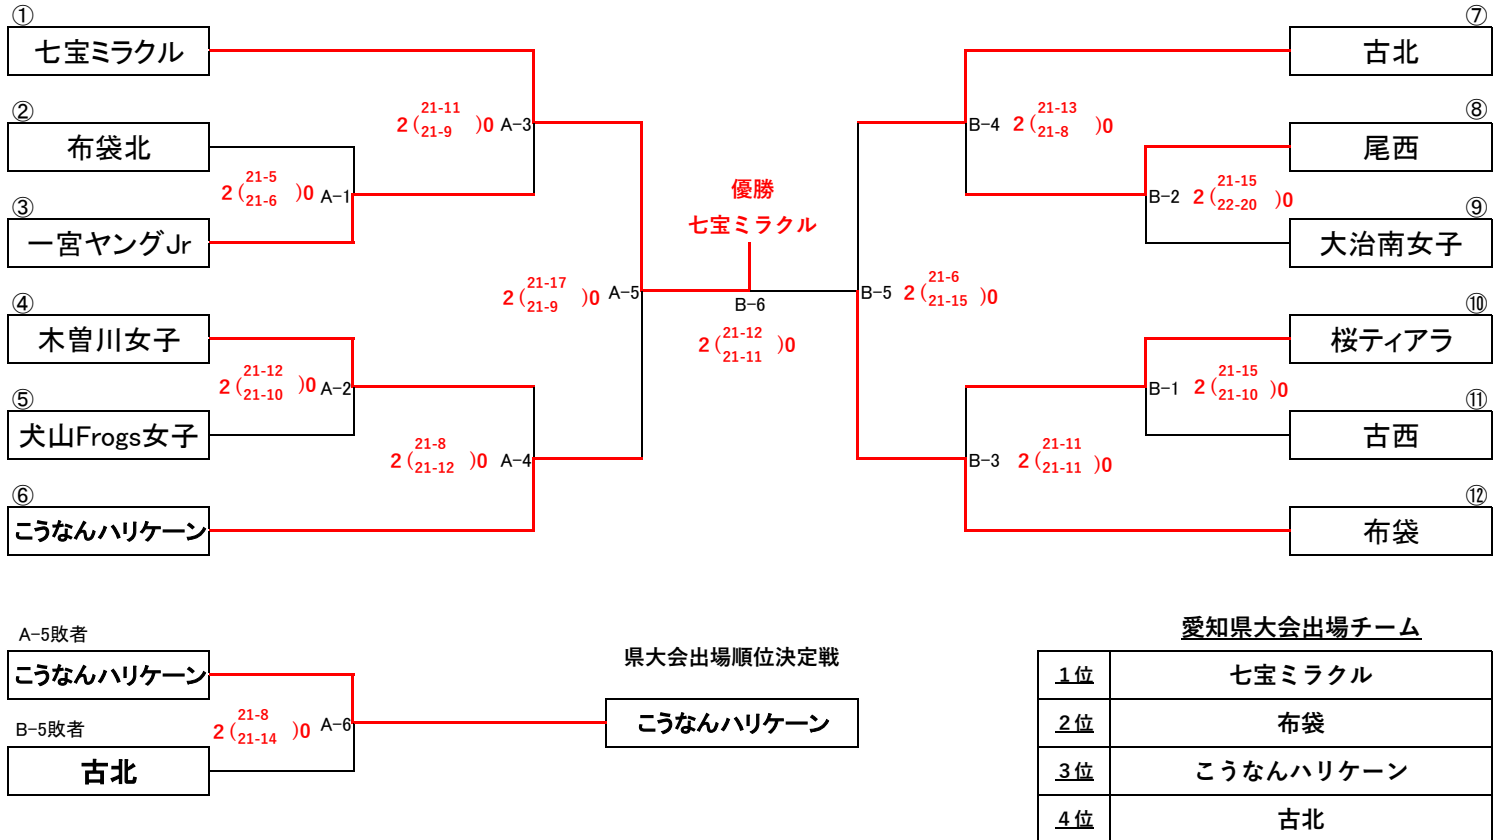 ①
七宝ミラクル
②
布袋北
③
一宮ヤングJr
④
木曽川女子
⑤
犬山Frogs女子
⑥
こうなんハリケーン
2 ( 21-11 21-9 ) 0 A-3
2 ( 21-5 21-6 ) 0 A-1
2 ( 21-12 21-10 ) 0 A-2
2 ( 21-8 21-12 ) 0 A-4
2 ( 21-17 21-9 ) 0 A-5
優勝
七宝ミラクル
B-6
2 ( 21-12 21-11 ) 0
⑦
古北
⑧
尾西
⑨
大治南女子
⑩
桜ティアラ
⑪
古西
⑫
布袋
B-4 2 ( 21-13 21-8 ) 0
B-2 2 ( 21-15 22-20 ) 0
B-5 2 ( 21-6 21-15 ) 0
B-1 2 ( 21-15 21-10 ) 0
B-3 2 ( 21-11 21-11 ) 0
A-5敗者
こうなんハリケーン
B-5敗者
古北
2 ( 21-8 21-14 ) 0 A-6
県大会出場順位決定戦
こうなんハリケーン
愛知県大会出場チーム
1位 七宝ミラクル
2位 布袋
3位 こうなんハリケーン
4位 古北